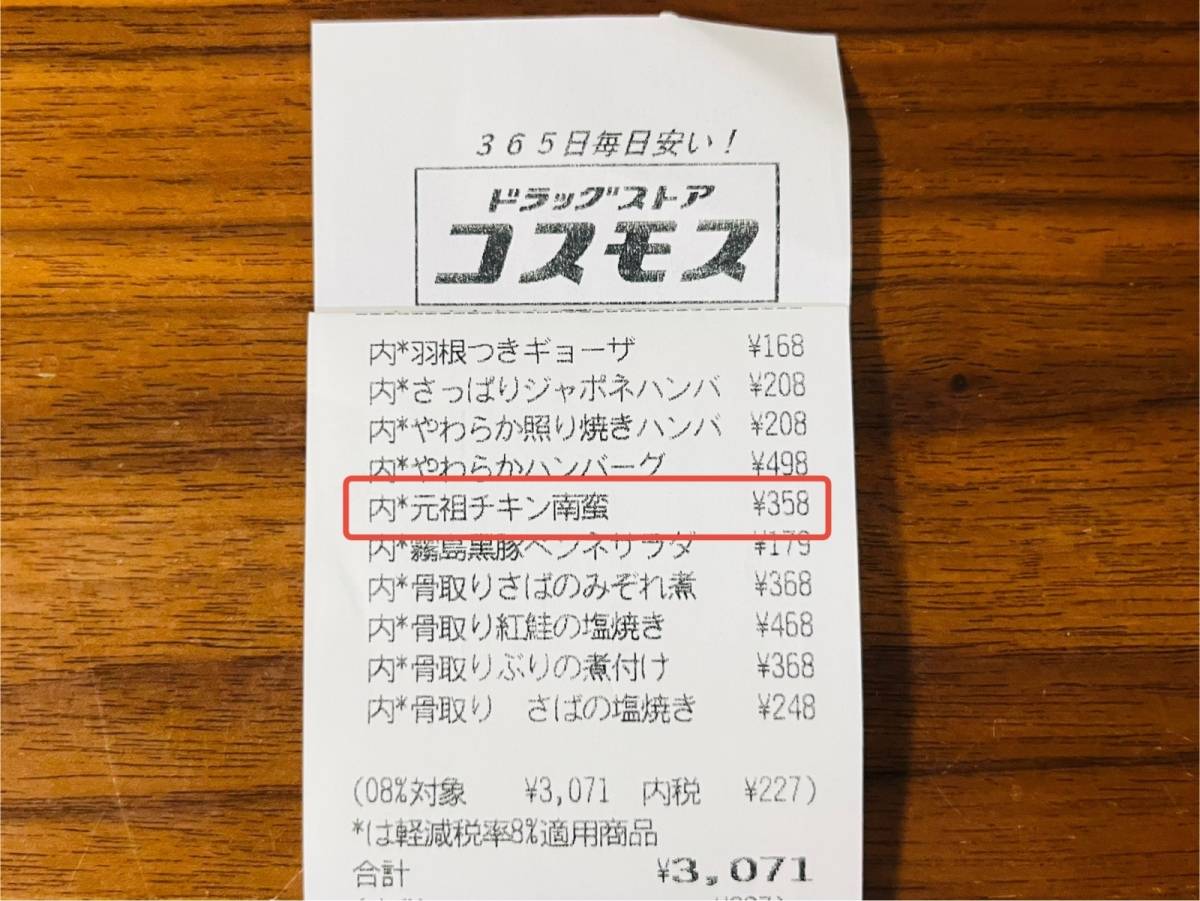 365日毎日安い!
ドラッグストア
コスモス
内*羽根つきギョーザ ¥168
内*さっぱりジャポネハンバ ¥208
内*やわらか照り焼きハンバ ¥208
内*やわらかハンバーグ ¥498
内*元祖チキン南蛮 ¥358
内*霧島黒豚ペンネサラダ ¥179
内*骨取りさばのみぞれ煮 ¥368
内*骨取り紅鮭の塩焼き ¥468
内*骨取りぶりの煮付け ¥368
内*骨取り さばの塩焼き ¥248
(08%対象 ¥3,071 内税 ¥227)
*は軽減税率8%適用商品
合計 ¥3,071